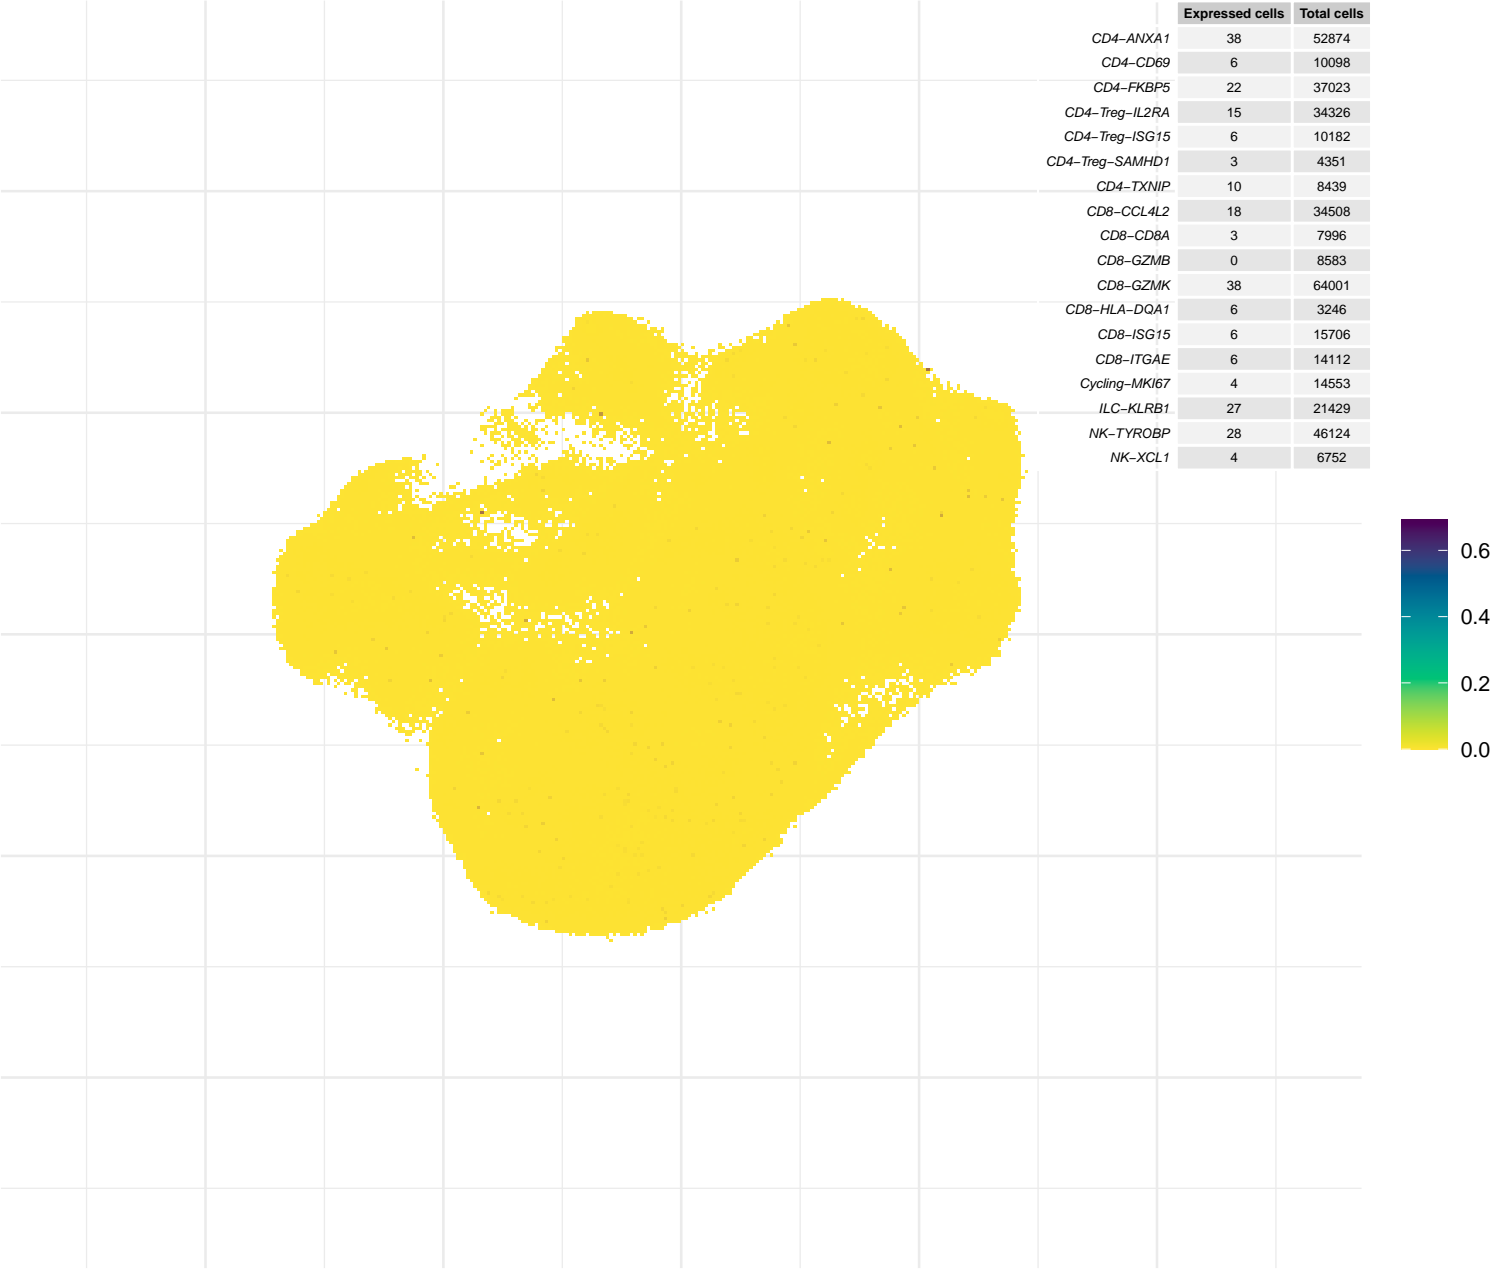 Expressed cells Total cells
CD4−ANXA1 38 52874
CD4−CD69 6 10098
CD4−FKBP5 22 37023
CD4−Treg−IL2RA 15 34326
CD4−Treg−ISG15 6 10182
CD4−Treg−SAMHD1 3 4351
CD4−TXNIP 10 8439
CD8−CCL4L2 18 34508
CD8−CD8A 3 7996
CD8−GZMB 0 8583
CD8−GZMK 38 64001
CD8−HLA−DQA1 6 3246
CD8−ISG15 6 15706
CD8−ITGAE 6 14112
Cycling−MKI67 4 14553
ILC−KLRB1 27 21429
NK−TYROBP 28 46124
NK−XCL1 4 6752
0.6
0.4
0.2
0.0